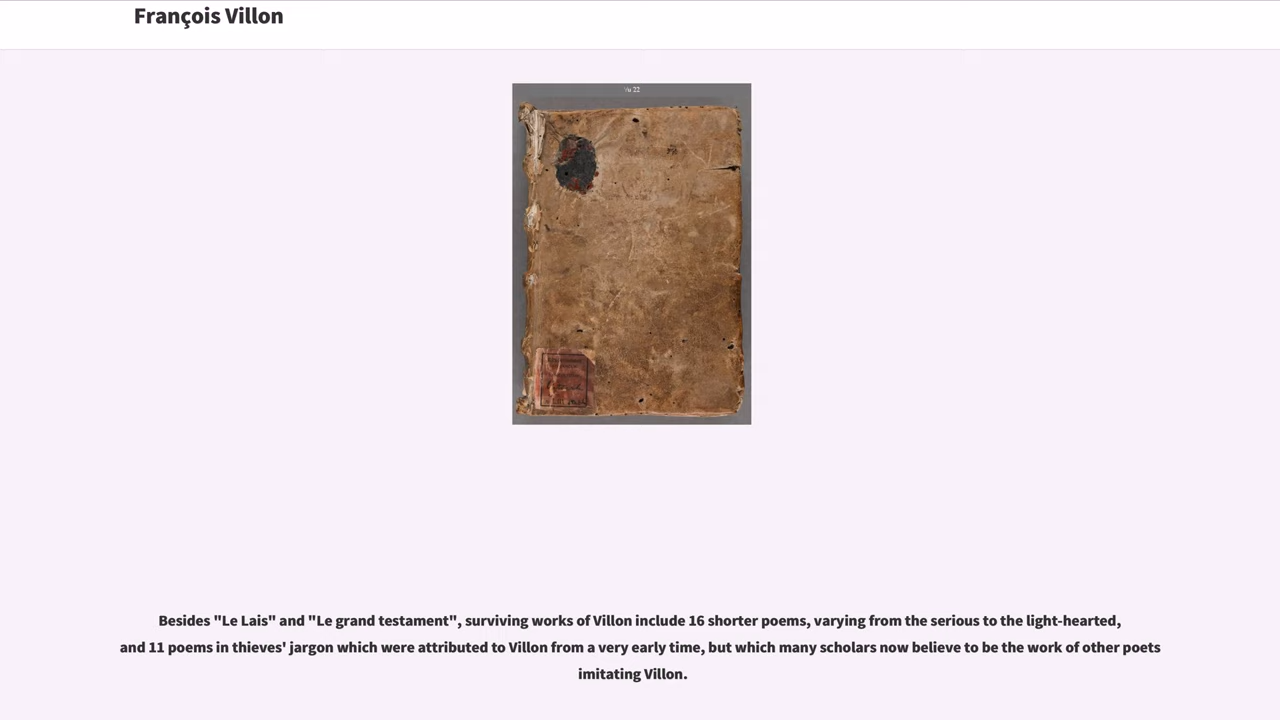 François Villon
Vu 22
Besides "Le Lais" and "Le grand testament", surviving works of Villon include 16 shorter poems, varying from the serious to the light-hearted,
and 11 poems in thieves' jargon which were attributed to Villon from a very early time, but which many scholars now believe to be the work of other poets
imitating Villon.